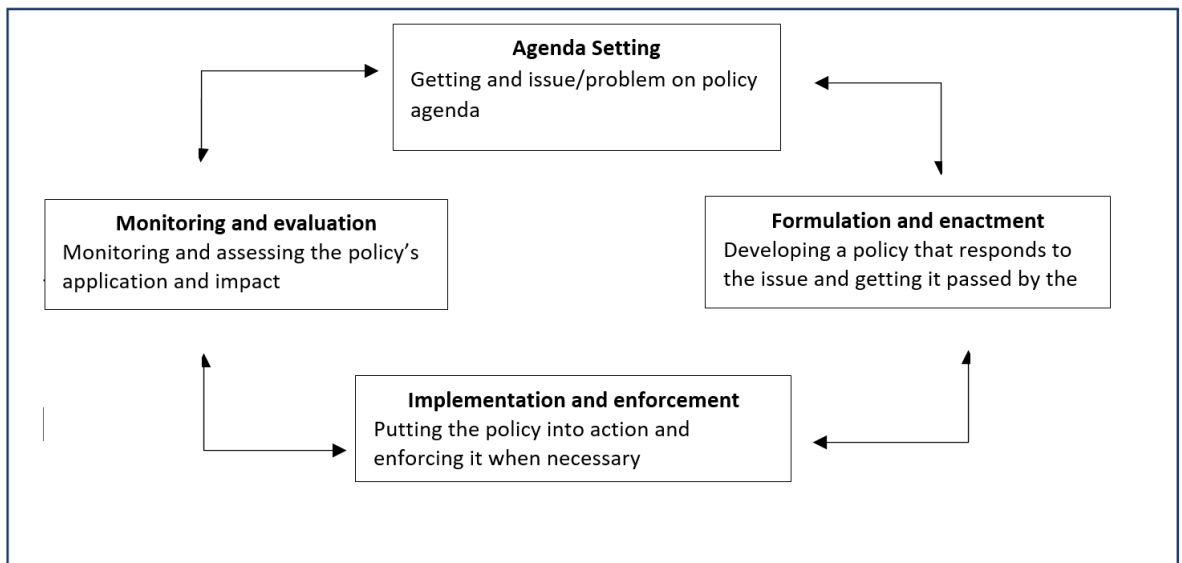 Agenda Setting
Getting and issue/problem on policy
agenda
Monitoring and evaluation
Monitoring and assessing the policy’s
application and impact
Formulation and enactment
Developing a policy that responds to
the issue and getting it passed by the
Implementation and enforcement
Putting the policy into action and
enforcing it when necessary